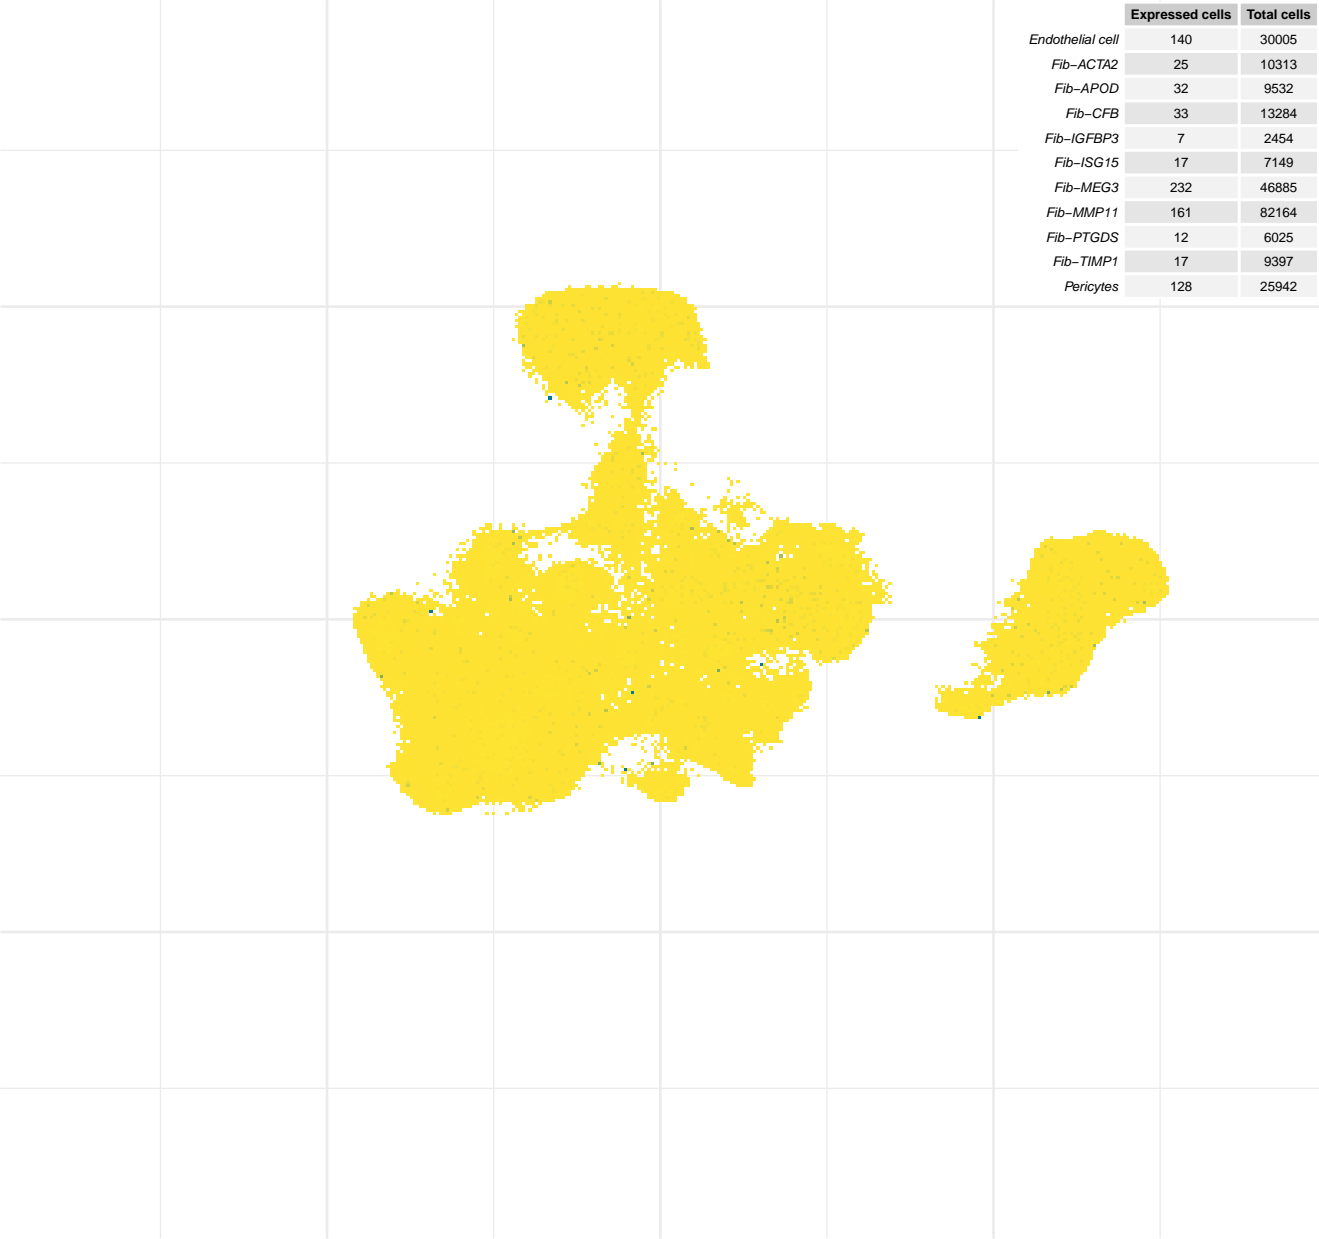 Expressed cells Total cells
Endothelial cell 140 30005
Fib−ACTA2 25 10313
Fib−APOD 32 9532
Fib−CFB 33 13284
Fib−IGFBP3 7 2454
Fib−ISG15 17 7149
Fib−MEG3 232 46885
Fib−MMP11 161 82164
Fib−PTGDS 12 6025
Fib−TIMP1 17 9397
Pericytes 128 25942